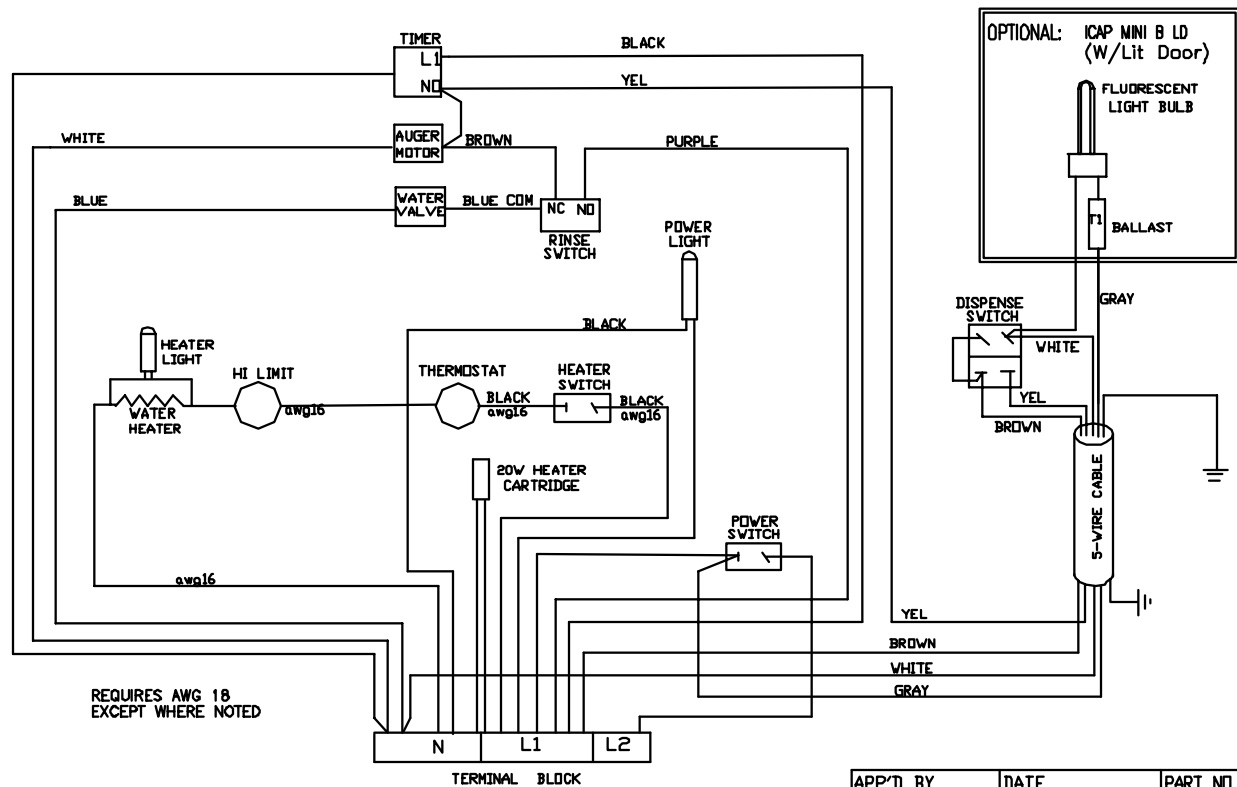 TIMER
L1
NO
BLACK
YEL
OPTIONAL: ICAP MINI B LD
(W/Lit Door)
FLUORESCENT
LIGHT BULB
WHITE
AUGER
MOTOR
BROWN
PURPLE
BLUE
WATER
VALVE
BLUE COM
NC NO
RINSE
SWITCH
POWER
LIGHT
T1
BALLAST
GRAY
DISPENSE
SWITCH
WHITE
BLACK
HEATER
LIGHT
HI LIMIT
THERMOSTAT
HEATER
SWITCH
awg16
BLACK
awg16
BLACK
awg16
WATER
HEATER
YEL
BROWN
20W HEATER
CARTRIDGE
5-WIRE CABLE
POWER
SWITCH
awg16
YEL
BROWN
WHITE
GRAY
REQUIRES AWG 18
EXCEPT WHERE NOTED
N L1 L2
TERMINAL BLOCK
APP'D BY DATE PART NO